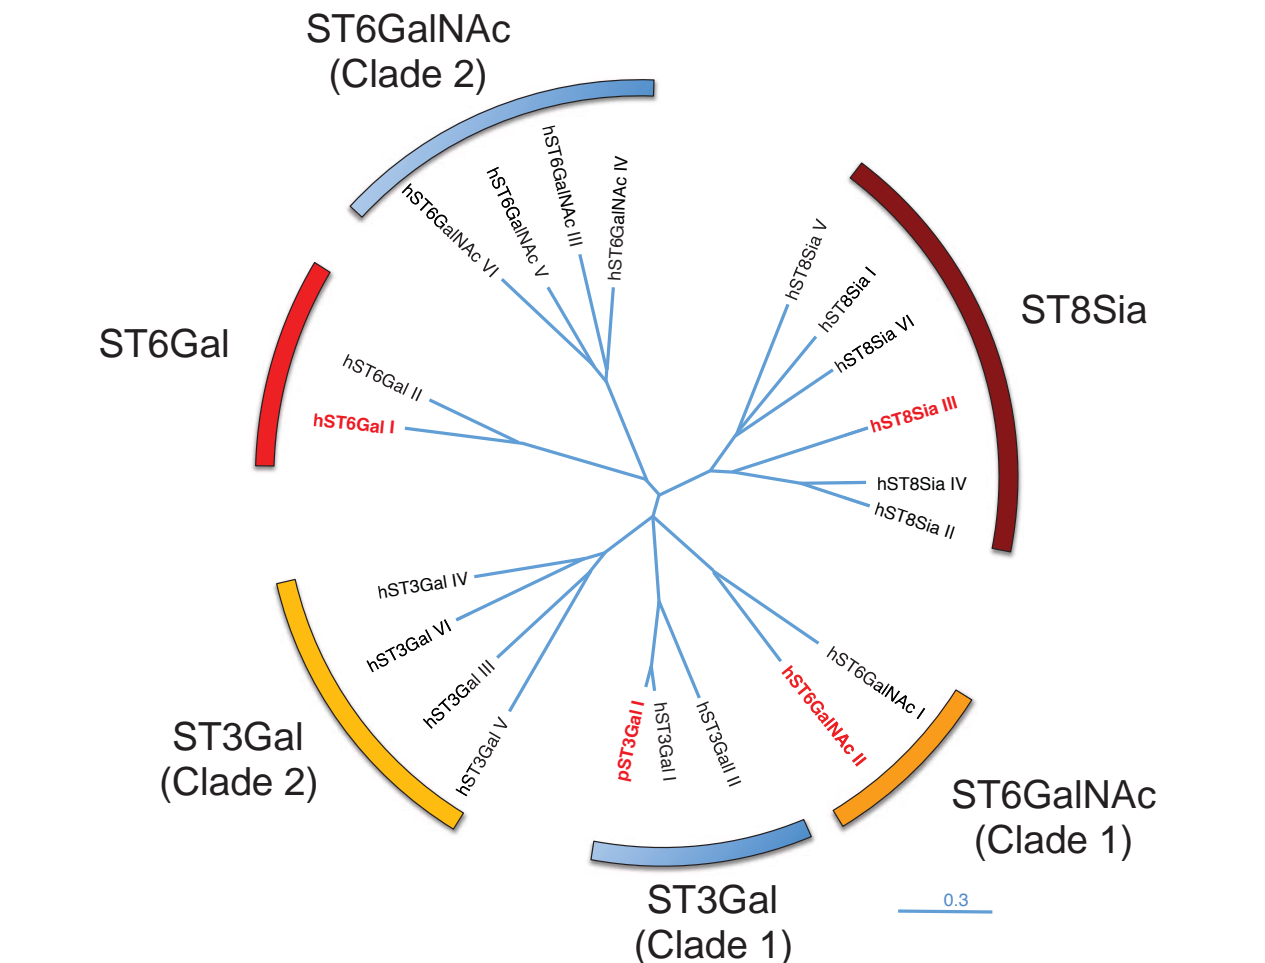 ST6GalNAc
(Clade 2)
hST6GalNAc VI
hST6GalNAc V
hST6GalNAc III
hST6GalNAc IV
hST8Sia V
hST8Sia I
hST8Sia VI
hST8Sia III
hST8Sia IV
hST8Sia II
ST8Sia
ST6Gal
hST6Gal II
hST6Gal I
hST3Gal IV
hST3Gal VI
hST3Gal III
hST3Gal V
ST3Gal
(Clade 2)
pST3Gal I
hST3Gal I
hST3Gall II
ST3Gal
(Clade 1)
hST6GalNAc I
hST6GalNAc II
ST6GalNAc
(Clade 1)
0.3